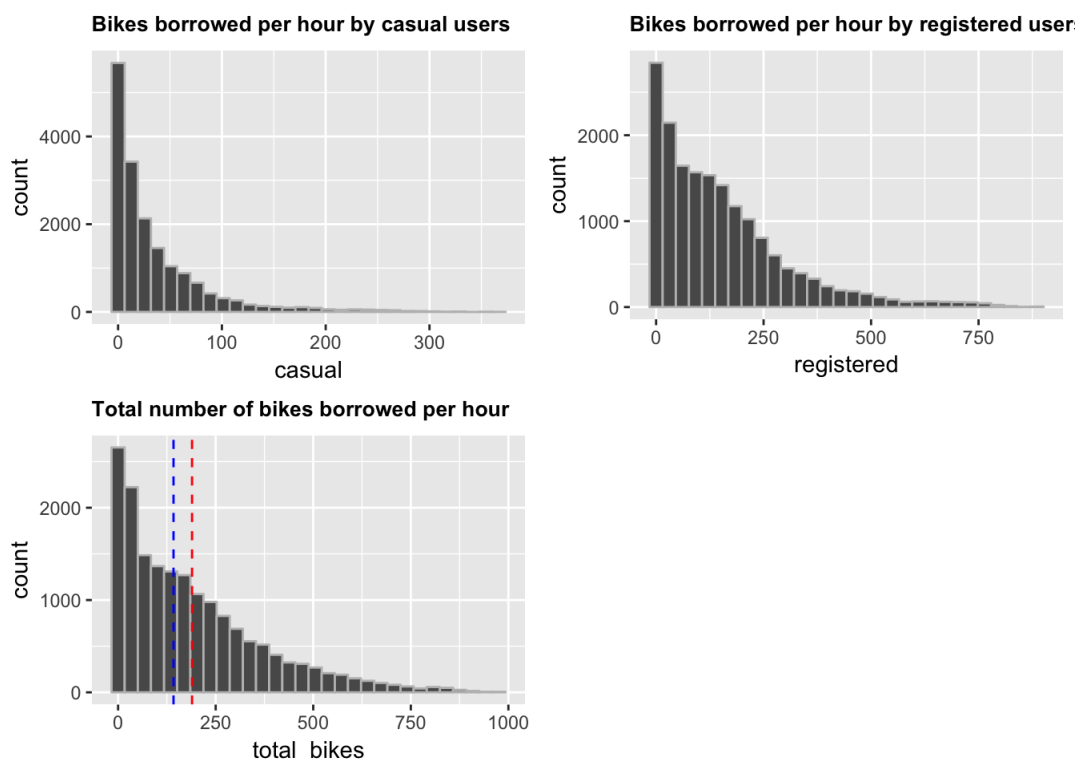 Bikes borrowed per hour by casual users
count
4000
2000
0
0 100 200 300
casual
Bikes borrowed per hour by registered users
count
2000
1000
0
0 250 500 750
registered
Total number of bikes borrowed per hour
count
2000
1000
0
0 250 500 750 1000
total_bikes